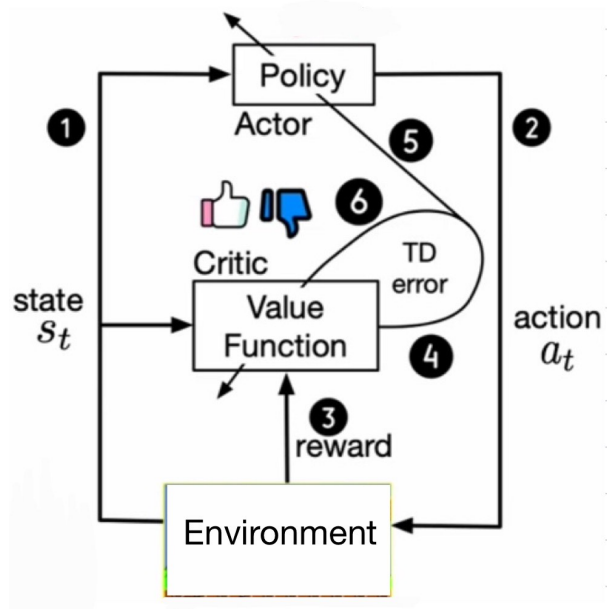 Policy
Actor
1
2
5
6
TD
error
Critic
Value
Function
state
s_t
action
a_t
4
3
reward
Environment